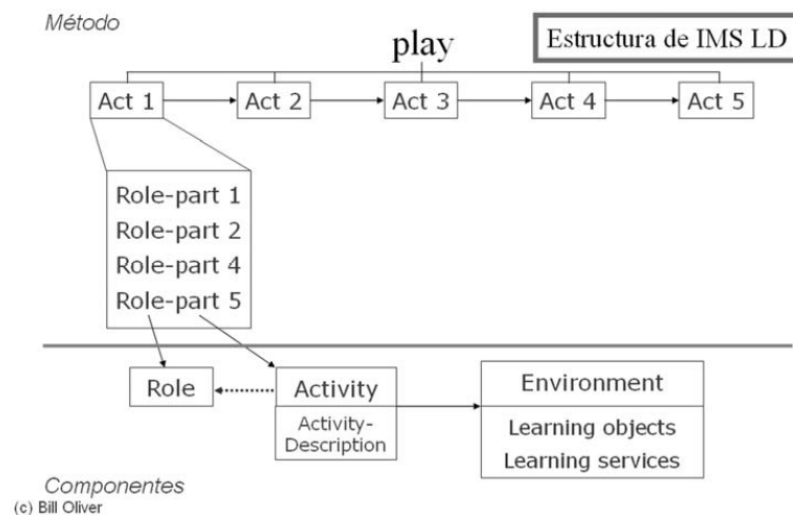 Método
Estructura de IMS LD
play
Act 1
Act 2
Act 3
Act 4
Act 5
Role-part 1
Role-part 2
Role-part 4
Role-part 5
Role
Activity
Activity-
Description
Environment
Learning objects
Learning services
Componentes
(c) Bill Oliver